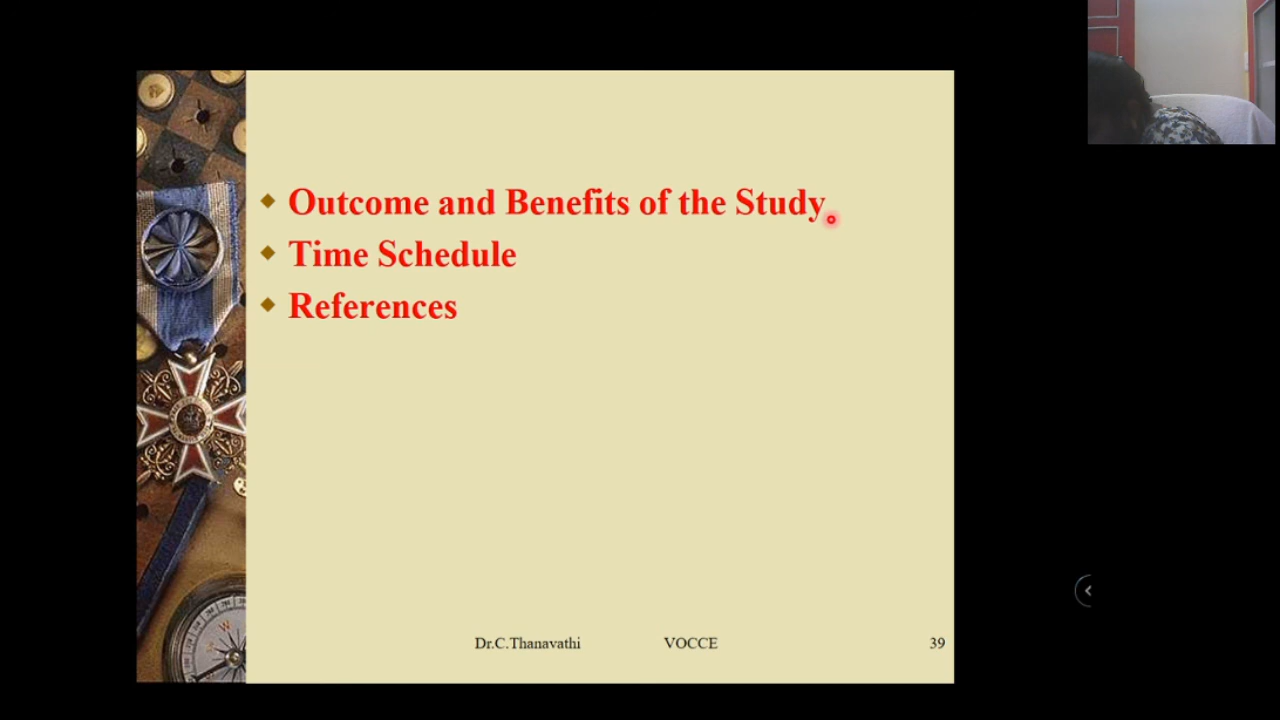 Outcome and Benefits of the Study
Time Schedule
References
Dr.C.Thanavathi VOCCE 39